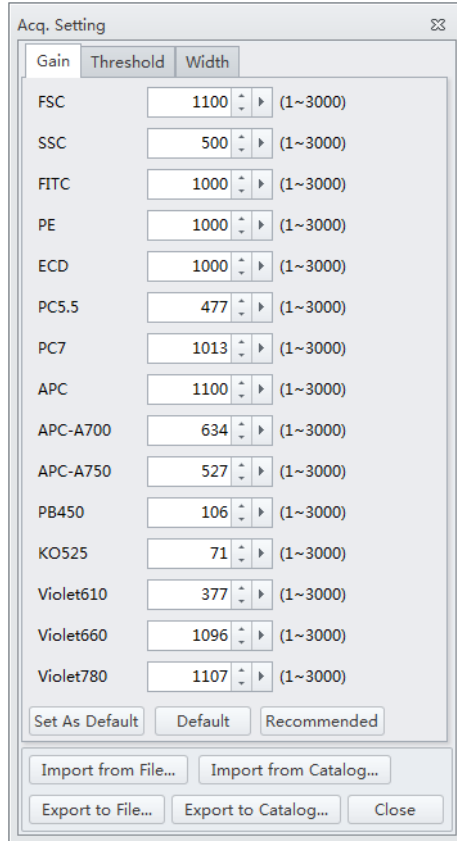 Acq. Setting
Gain Threshold Width
FSC 1100 (1~3000)
SSC 500 (1~3000)
FITC 1000 (1~3000)
PE 1000 (1~3000)
ECD 1000 (1~3000)
PC5.5 477 (1~3000)
PC7 1013 (1~3000)
APC 1100 (1~3000)
APC-A700 634 (1~3000)
APC-A750 527 (1~3000)
PB450 106 (1~3000)
KO525 71 (1~3000)
Violet610 377 (1~3000)
Violet660 1096 (1~3000)
Violet780 1107 (1~3000)
Set As Default Default Recommended
Import from File... Import from Catalog...
Export to File... Export to Catalog... Close